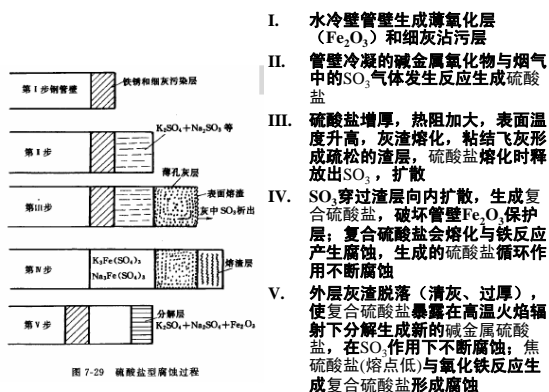 第Ⅰ步钢管壁
铁锈和细灰污染层
K₂SO₄+Na₂SO₃ 等
第Ⅱ步
薄孔灰层
第Ⅲ步
表面熔渣
灰中 SO₃析出
第Ⅳ步
K₃Fe(SO₄)₃
Na₃Fe(SO₄)₃
熔渣层
第Ⅴ步
分解层
K₂SO₄+Na₂SO₄+Fe₂O₃
图 7-29 硫酸盐型腐蚀过程
I. 水冷壁管壁生成薄氧化层
（Fe₂O₃）和细灰沾污层
II. 管壁冷凝的碱金属氧化物与烟气
中的SO₃气体发生反应生成硫酸
盐
III. 硫酸盐增厚，热阻加大，表面温
度升高，灰渣熔化，粘结飞灰形
成疏松的渣层，硫酸盐熔化时释
放出SO₃ ，扩散
IV. SO₃穿过渣层向内扩散，生成复
合硫酸盐，破坏管壁Fe₂O₃保护
层；复合硫酸盐会熔化与铁反应
产生腐蚀，生成的硫酸盐循环作
用不断腐蚀
V. 外层灰渣脱落（清灰、过厚），
使复合硫酸盐暴露在高温火焰辐
射下分解生成新的碱金属硫酸
盐，在SO₃作用下不断腐蚀；焦
硫酸盐(熔点低)与氧化铁反应生
成复合硫酸盐形成腐蚀